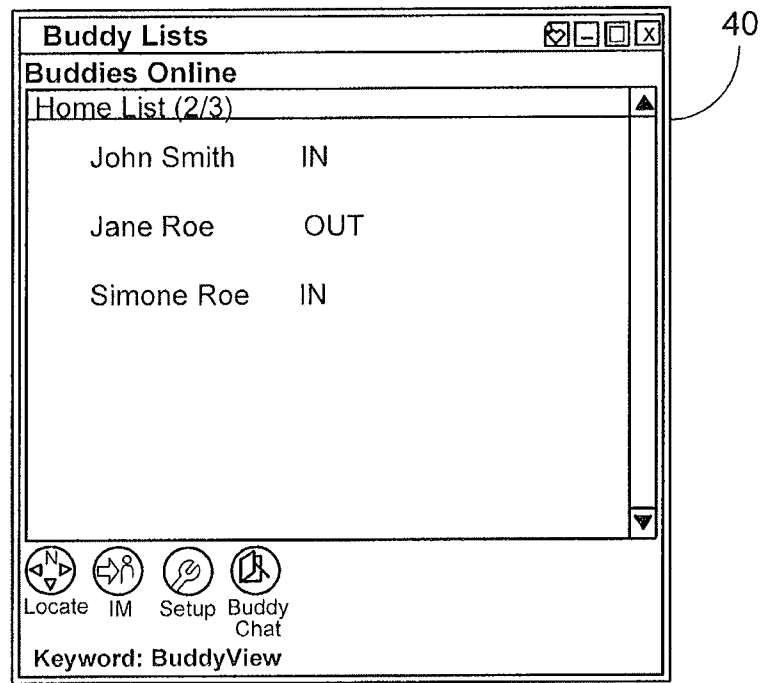 Buddy Lists
40
Buddies Online
Home List (2/3)
John Smith IN
Jane Roe OUT
Simone Roe IN
N
Locate IM Setup Buddy Chat
Keyword: BuddyView